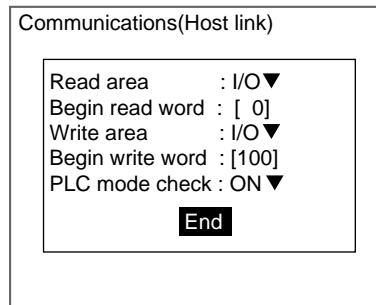 Communications(Host link)
Read area : I/O▼
Begin read word : [ 0]
Write area : I/O▼
Begin write word : [100]
PLC mode check : ON▼
End